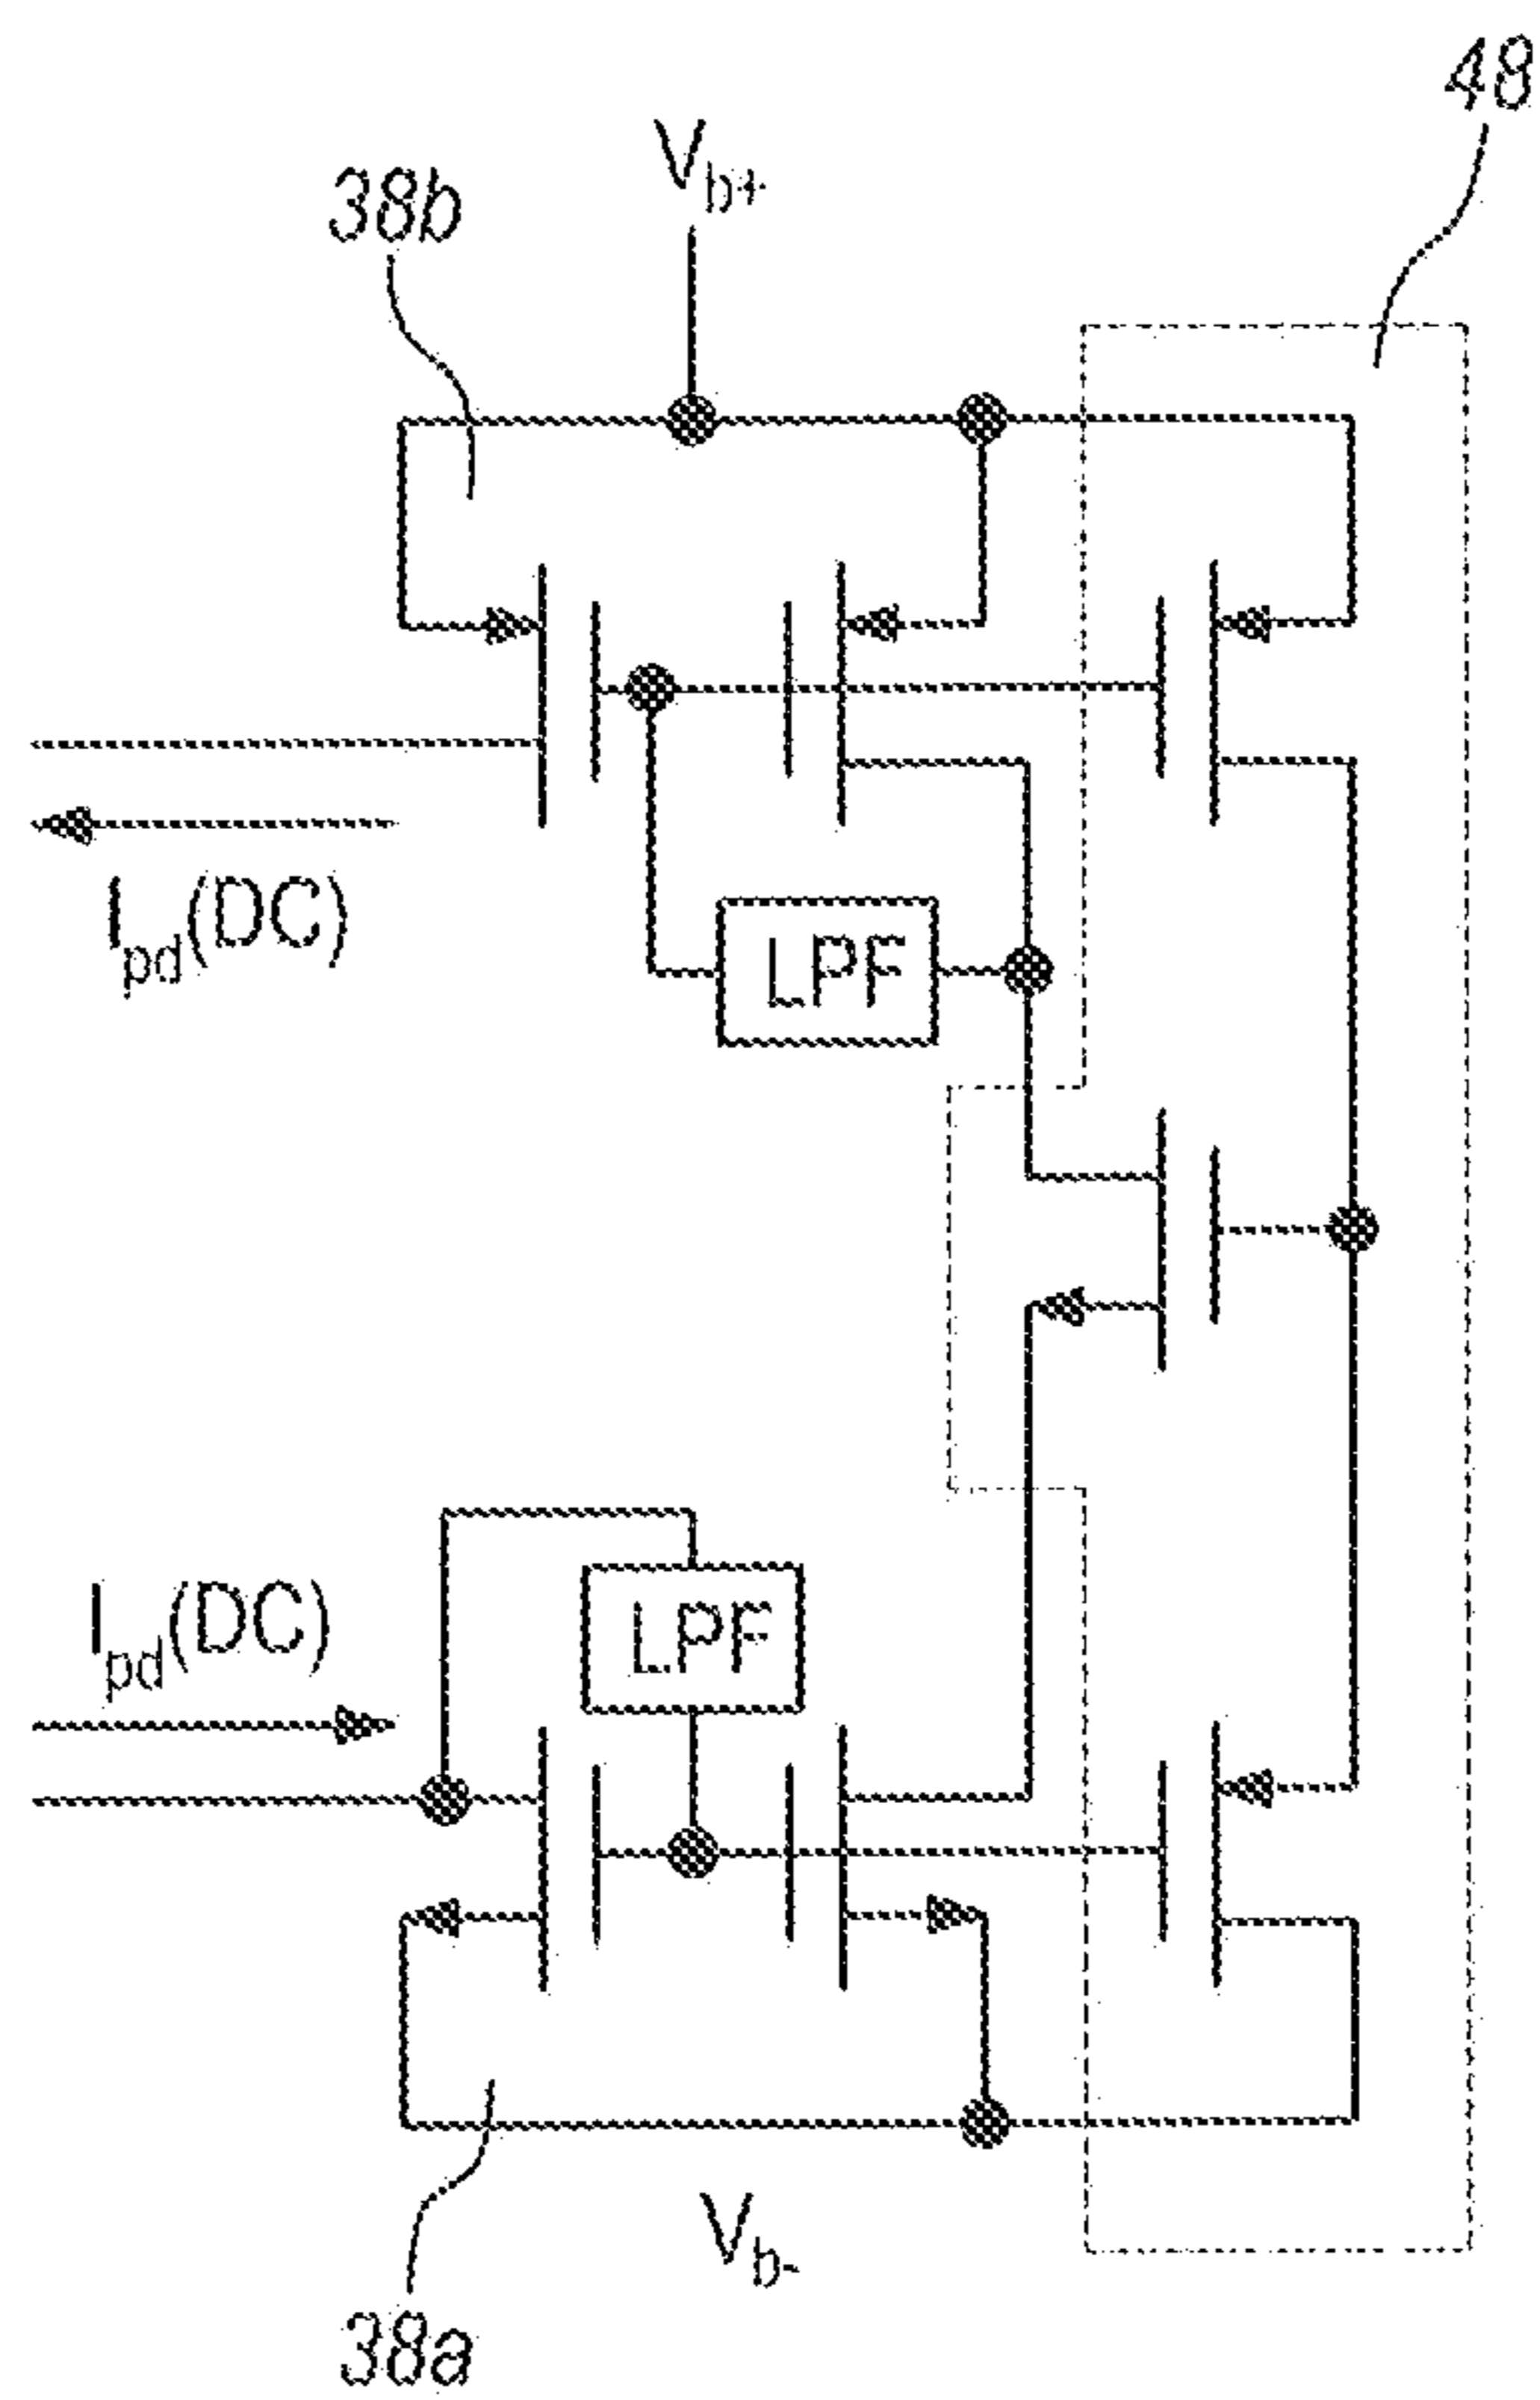 48
V_b+
38b
I_pd(DC)
LPF
I_pd(DC)
LPF
V_b-
38a